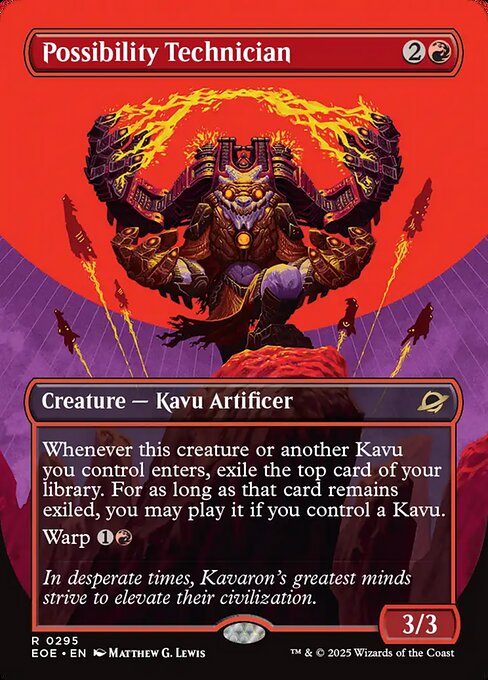 Possibility Technician 2
Creature — Kavu Artificer
Whenever this creature or another Kavu
you control enters, exile the top card of your
library. For as long as that card remains
exiled, you may play it if you control a Kavu.
Warp 1
In desperate times, Kavaron's greatest minds
strive to elevate their civilization.
3/3
R 0295
EOE • EN Matthew G. Lewis ™ & © 2025 Wizards of the Coast